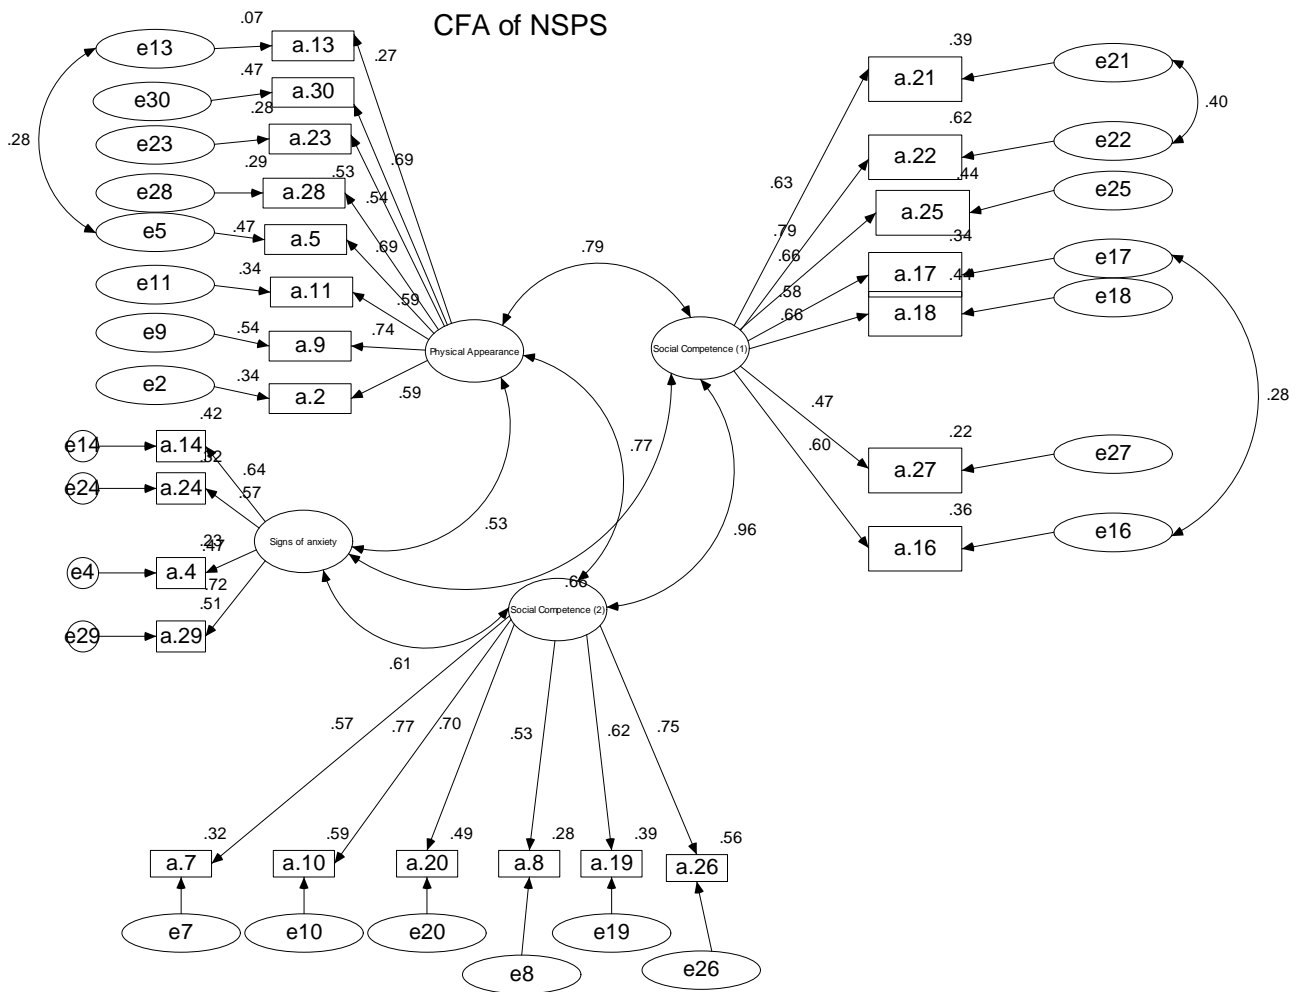 CFA of NSPS
.07
e13
a.13
.27
.47
e30
a.30
.28
e23
a.23
.28
.69
.29
.53
e28
a.28
.54
e5
.47
a.5
.69
e11
.34
a.11
.59
e9
.54
a.9
.74
e2
.34
a.2
.59
Physical Appearance
.79
.39
a.21
e21
.40
.62
a.22
e22
.63
.44
a.25
e25
.79
.34
.66
a.17
e17
.58
a.18
e18
.66
Social Competence (1)
.28
.47
.22
a.27
e27
.60
.36
a.16
e16
.77
.96
.53
.42
e14
a.14
.32
.64
e24
a.24
.57
Signs of anxiety
.23
.47
e4
a.4
.72
.51
e29
a.29
.66
Social Competence (2)
.61
.57
.77
.70
.53
.62
.75
.32
.59
.49
.28
.39
.56
a.7
a.10
a.20
a.8
a.19
a.26
e7
e10
e20
e8
e19
e26